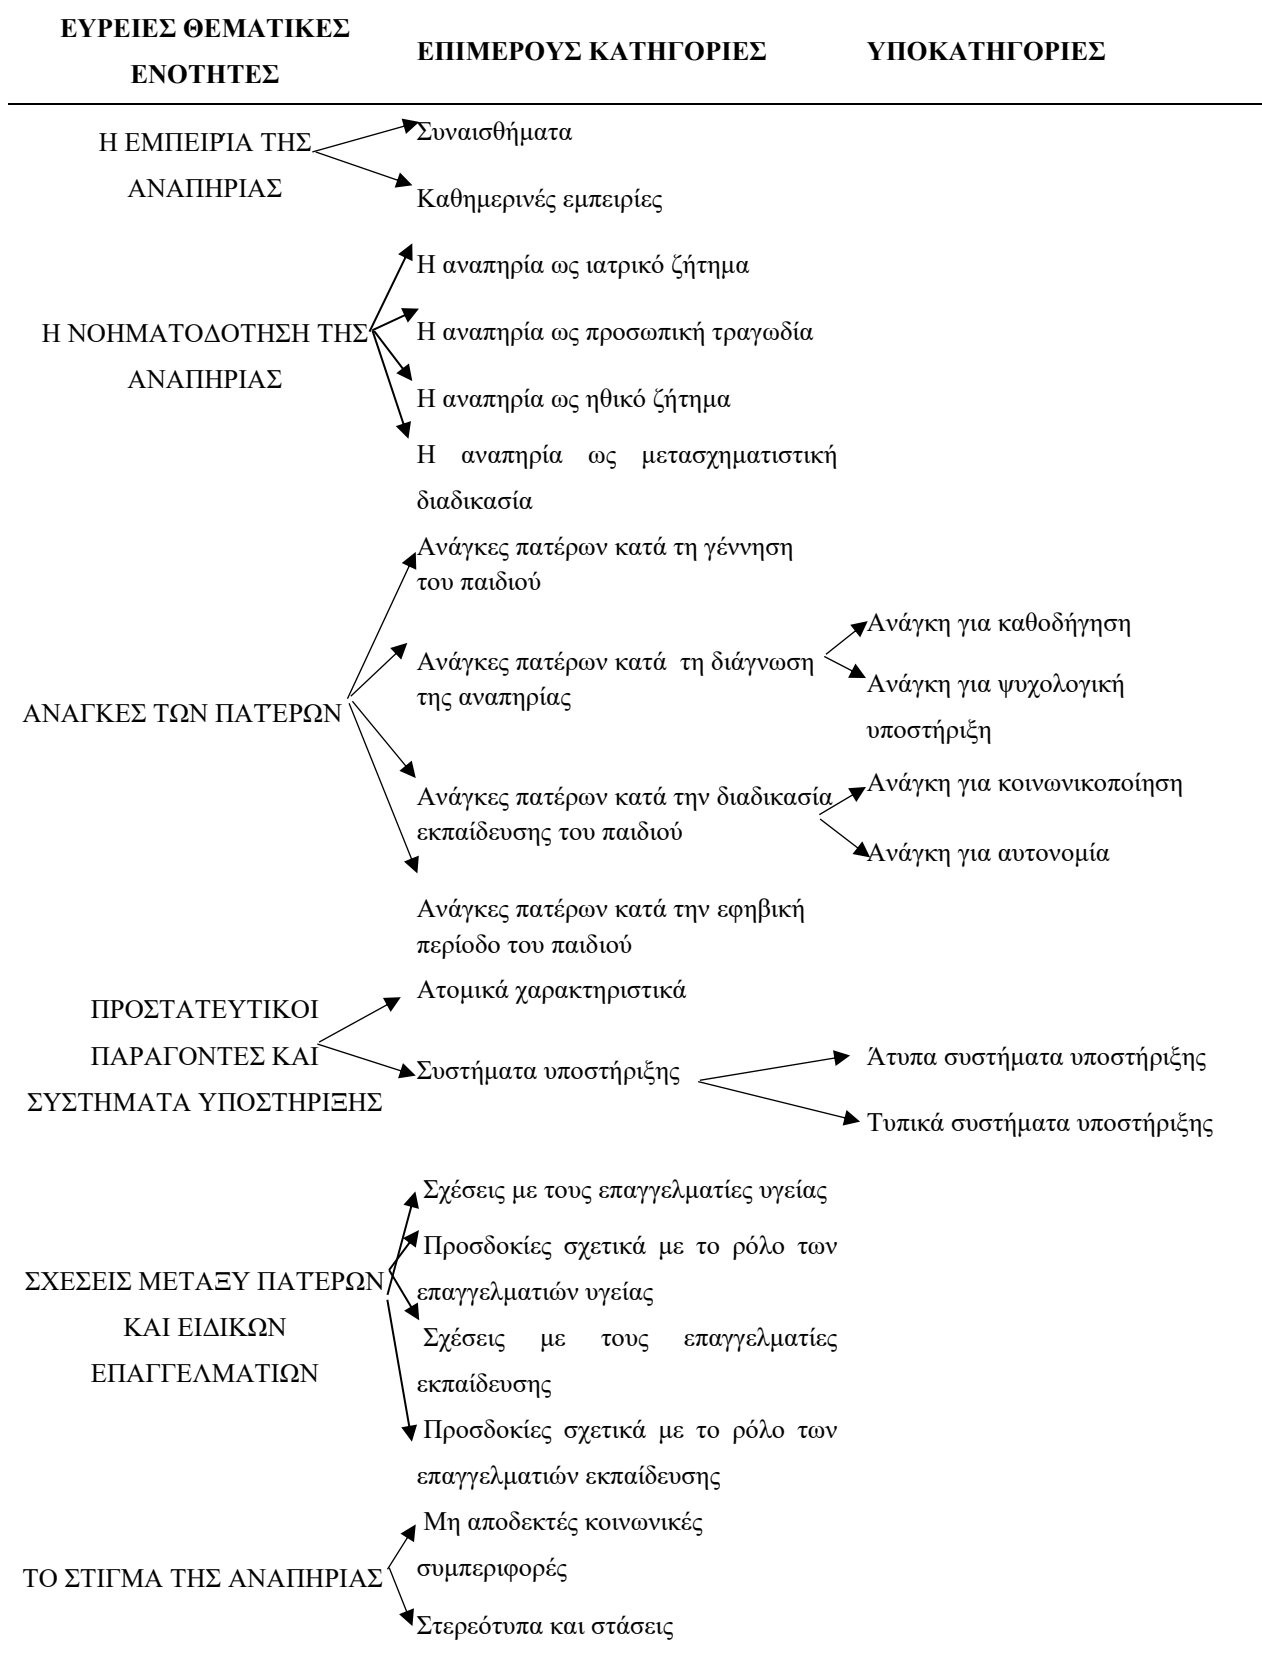 ΕΥΡΕΙΕΣ ΘΕΜΑΤΙΚΕΣ
ΕΝΟΤΗΤΕΣ
ΕΠΙΜΕΡΟΥΣ ΚΑΤΗΓΟΡΙΕΣ
ΥΠΟΚΑΤΗΓΟΡΙΕΣ
Η ΕΜΠΕΙΡΊΑ ΤΗΣ
ΑΝΑΠΗΡΙΑΣ
Συναισθήματα
Καθημερινές εμπειρίες
Η ΝΟΗΜΑΤΟΔΟΤΗΣΗ ΤΗΣ
ΑΝΑΠΗΡΙΑΣ
Η αναπηρία ως ιατρικό ζήτημα
Η αναπηρία ως προσωπική τραγωδία
Η αναπηρία ως ηθικό ζήτημα
Η αναπηρία ως μετασχηματιστική
διαδικασία
ΑΝΑΓΚΕΣ ΤΩΝ ΠΑΤΈΡΩΝ
Ανάγκες πατέρων κατά τη γέννηση
του παιδιού
Ανάγκες πατέρων κατά τη διάγνωση
της αναπηρίας
Ανάγκη για καθοδήγηση
Ανάγκη για ψυχολογική
υποστήριξη
Ανάγκες πατέρων κατά την διαδικασία
εκπαίδευσης του παιδιού
Ανάγκη για κοινωνικοποίηση
Ανάγκη για αυτονομία
Ανάγκες πατέρων κατά την εφηβική
περίοδο του παιδιού
ΠΡΟΣΤΑΤΕΥΤΙΚΟΙ
ΠΑΡΑΓΟΝΤΕΣ ΚΑΙ
ΣΥΣΤΗΜΑΤΑ ΥΠΟΣΤΗΡΙΞΗΣ
Ατομικά χαρακτηριστικά
Συστήματα υποστήριξης
Άτυπα συστήματα υποστήριξης
Τυπικά συστήματα υποστήριξης
ΣΧΕΣΕΙΣ ΜΕΤΑΞΥ ΠΑΤΈΡΩΝ
ΚΑΙ ΕΙΔΙΚΩΝ
ΕΠΑΓΓΕΛΜΑΤΙΩΝ
Σχέσεις με τους επαγγελματίες υγείας
Προσδοκίες σχετικά με το ρόλο των
επαγγελματιών υγείας
Σχέσεις με τους επαγγελματίες
εκπαίδευσης
Προσδοκίες σχετικά με το ρόλο των
επαγγελματιών εκπαίδευσης
ΤΟ ΣΤΙΓΜΑ ΤΗΣ ΑΝΑΠΗΡΙΑΣ
Μη αποδεκτές κοινωνικές
συμπεριφορές
Στερεότυπα και στάσεις